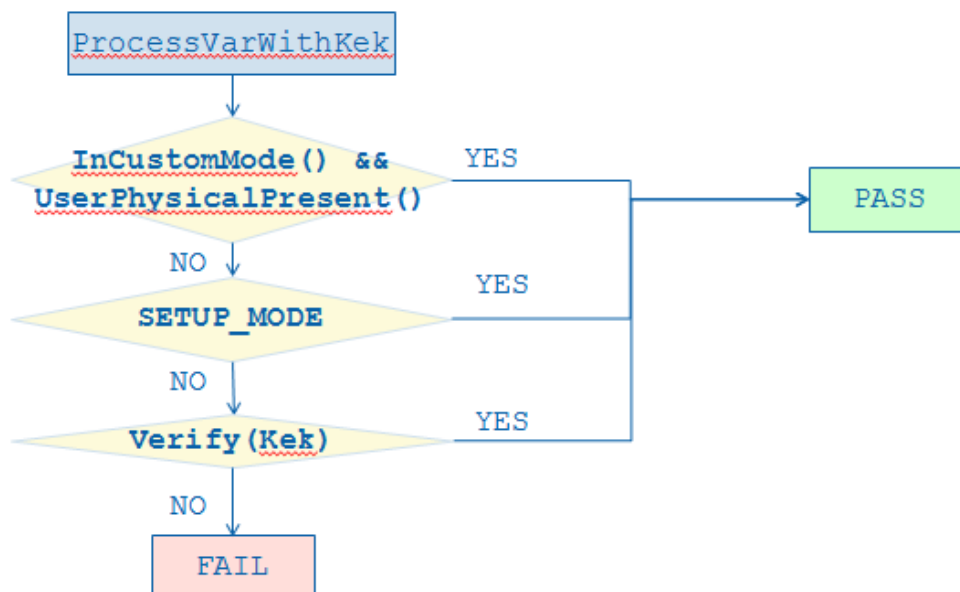 ProcessVarWithKek
InCustomMode() &&
UserPhysicalPresent()
YES
PASS
NO
SETUP_MODE
YES
NO
Verify(Kek)
YES
NO
FAIL